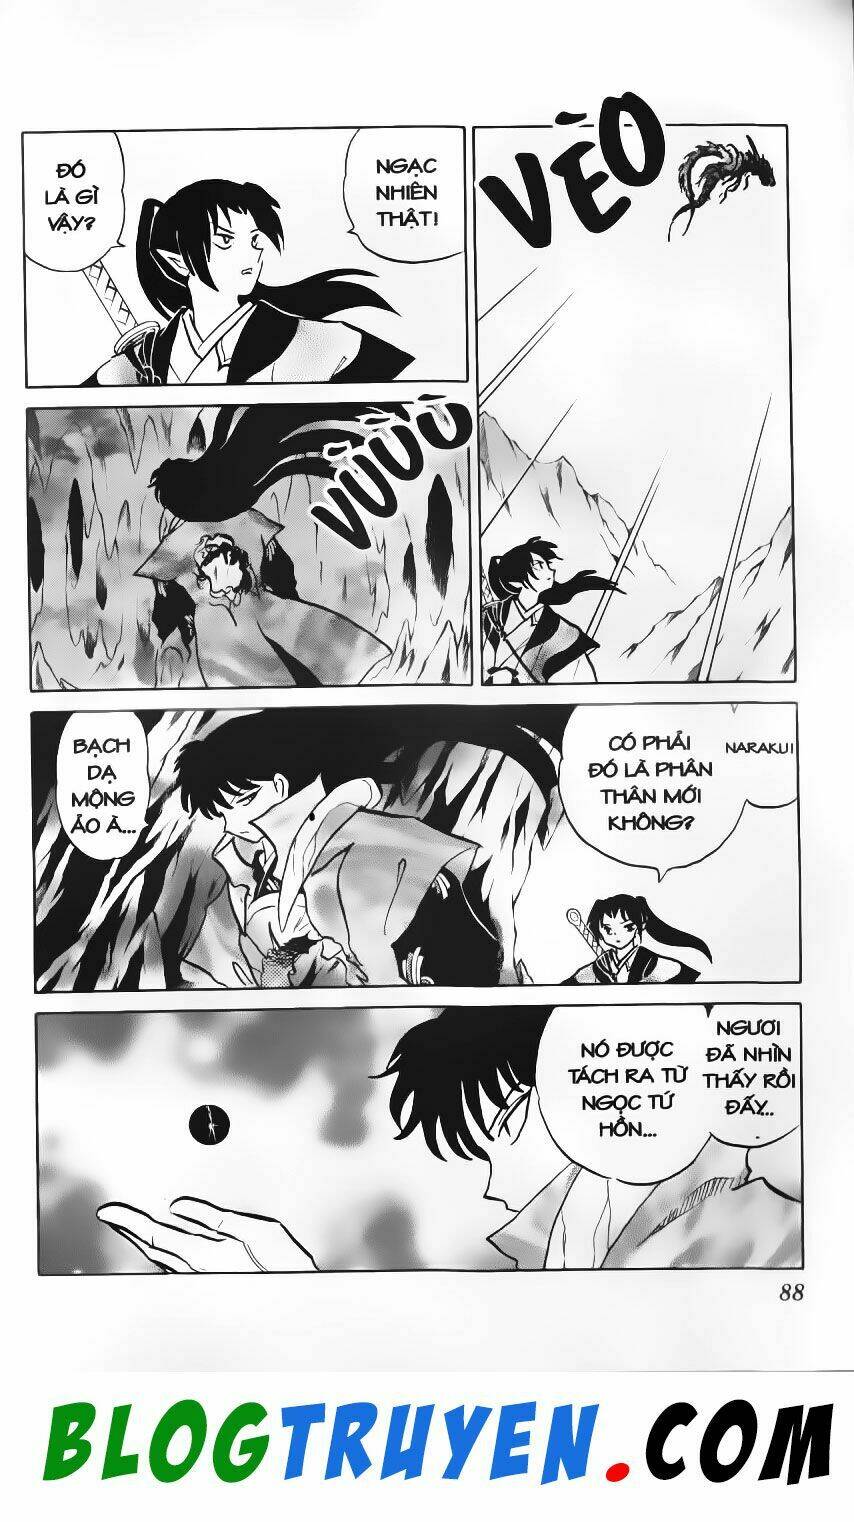 VÈO
NGẠC
NHIÊN
THẬT!
ĐÓ
LÀ GÌ
VẬY?
VÙÙÙÙ
NARAKU!
CÓ PHẢI
ĐÓ LÀ PHÂN
THÂN MỚI
KHÔNG?
BẠCH
DẠ
MỘNG
ẢO À...
NGƯƠI
ĐÃ NHÌN
THẤY RỒI
ĐẤY...
NÓ ĐƯỢC
TÁCH RA TỪ
NGỌC TỨ
HỒN...
88
BLOGTRUYEN.COM